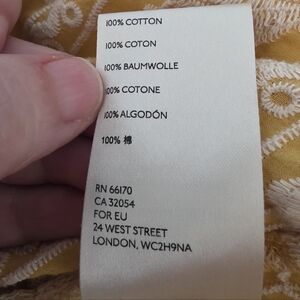 100% COTTON
100% COTON
100% BAUMWOLLE
100% COTONE
100% ALGODÓN
100% 棉
RN 66170
CA 32054
FOR EU
24 WEST STREET
LONDON, WC2H9NA